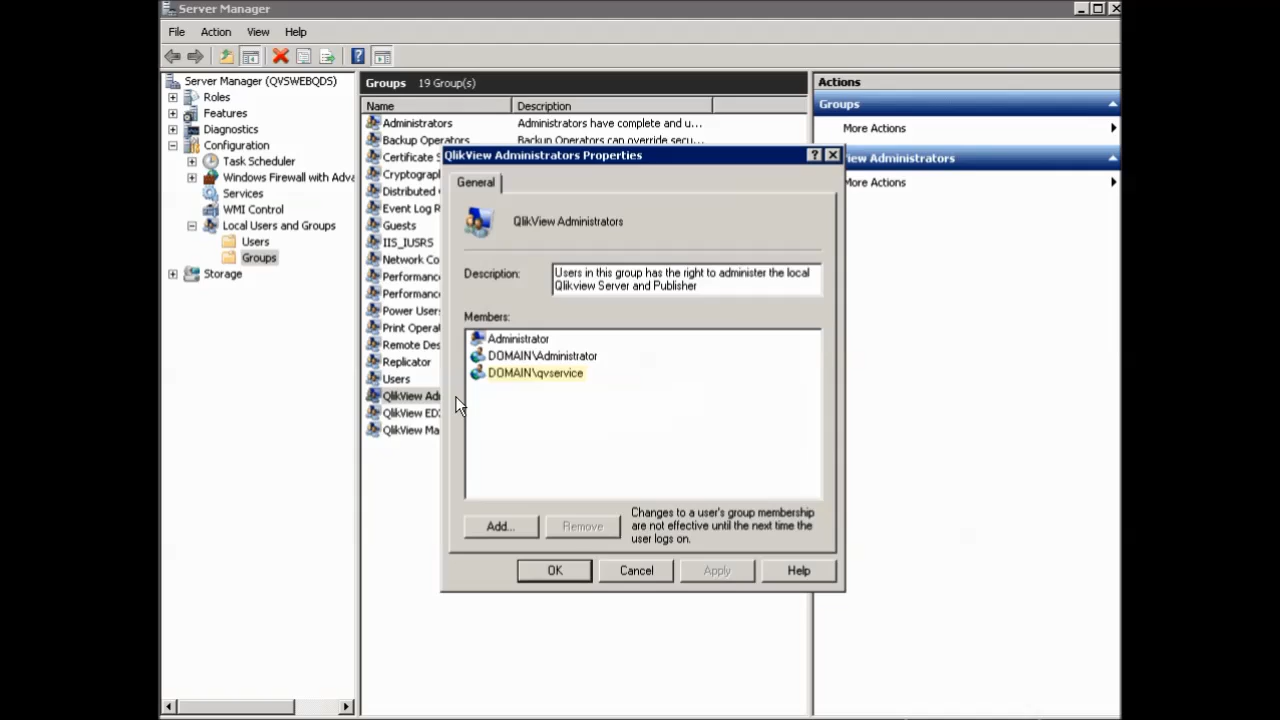 Server Manager
File Action View Help
Server Manager (QVSWEBQDS)
Roles
Features
Diagnostics
Configuration
Task Scheduler
Windows Firewall with Adva
Services
WMI Control
Local Users and Groups
Users
Groups
Storage
Groups 19 Group(s)
Name Description
Administrators Administrators have complete and u...
Backup Operators Backup Operators can override secu...
Certificate S
Cryptograp
Distributed
Event Log R
Guests
IIS_IUSRS
Network Co
Performanc
Performanc
Power User
Print Opera
Remote Des
Replicator
Users
QlikView Ad
QlikView ED
QlikView Ma
QlikView Administrators Properties
General
QlikView Administrators
Description: Users in this group has the right to administer the local
Qlikview Server and Publisher
Members:
Administrator
DOMAIN\Administrator
DOMAIN\qvservice
Add... Remove
Changes to a user's group membership
are not effective until the next time the
user logs on.
OK Cancel Apply Help
Actions
Groups
More Actions
iew Administrators
More Actions